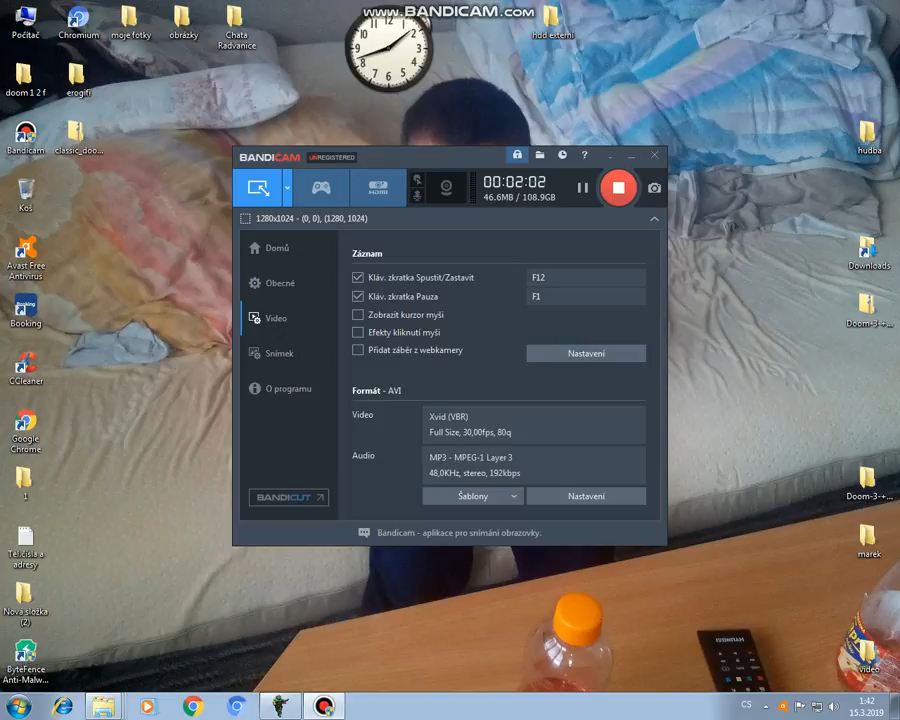 www.BANDICAM.com
Počítač
Chromium
moje fotky
obrázky
Chata
Radvanice
hdd externí
doom 1 2 f
erogifi
Bandicam
classic_doo...
hudba
Koš
Avast Free
Antivirus
Downloads
Booking
Booking
Doom-3-+...
CCleaner
Google
Chrome
1
Doom-3-+...
Tel.čísla a
adresy
marek
Nová složka
(2)
ByteFence
Anti-Malw...
video
BANDICAM UNREGISTERED
HDMI
00:02:02
46.6MB / 108.9GB
1280x1024 - (0, 0), (1280, 1024)
Domů
Obecné
Video
Snímek
O programu
BANDICUT
Záznam
Kláv. zkratka Spustit/Zastavit F12
Kláv. zkratka Pauza F1
Zobrazit kurzor myši
Efekty kliknutí myši
Přidat záběr z webkamery Nastavení
Formát - AVI
Video Xvid (VBR)
Full Size, 30,00fps, 80q
Audio MP3 - MPEG-1 Layer 3
48,0KHz, stereo, 192kbps
Šablony Nastavení
Bandicam - aplikace pro snímání obrazovky.
CS
1:42
15.3.2019